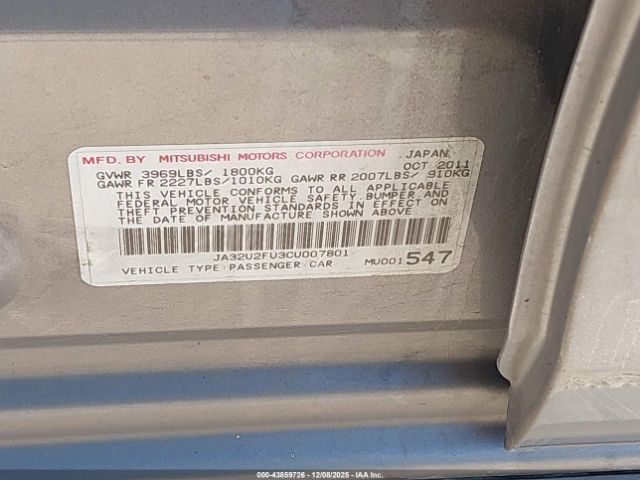 MFD. BY MITSUBISHI MOTORS CORPORATION JAPAN
GVWR 3969LBS/ 1800KG OCT 2011
GAWR FR 2227LBS/1010KG GAWR RR 2007LBS/ 910KG
THIS VEHICLE CONFORMS TO ALL APPLICABLE
FEDERAL MOTOR VEHICLE SAFETY,BUMPER,AND
THEFT PREVENTION STANDARDS IN EFFECT ON
THE DATE OF MANUFACTURE SHOWN ABOVE.
JA32U2FU3CU007801
VEHICLE TYPE:PASSENGER CAR MU001547
000-43859726 - 12/08/2025 - IAA Inc.